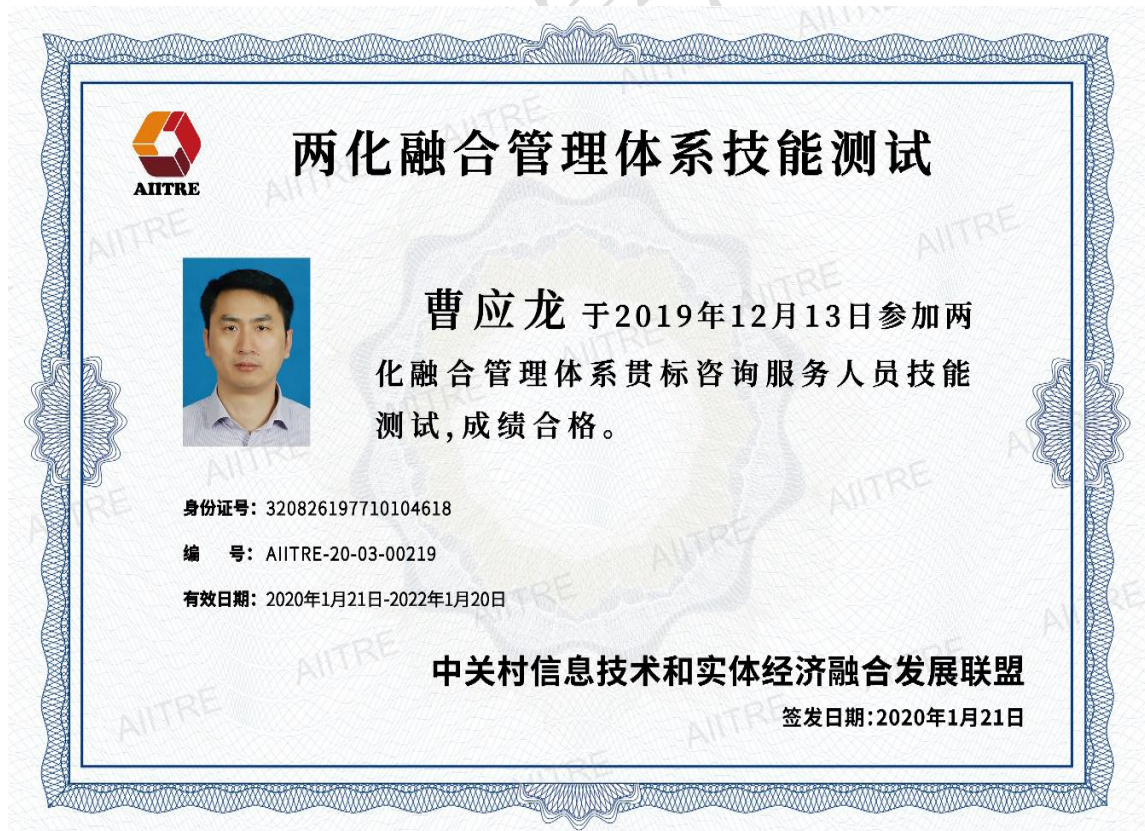 AIITRE
两化融合管理体系技能测试
曹应龙 于2019年12月13日参加两
化融合管理体系贯标咨询服务人员技能
测试,成绩合格。
身份证号：320826197710104618
编 号：AIITRE-20-03-00219
有效日期：2020年1月21日-2022年1月20日
中关村信息技术和实体经济融合发展联盟
签发日期:2020年1月21日